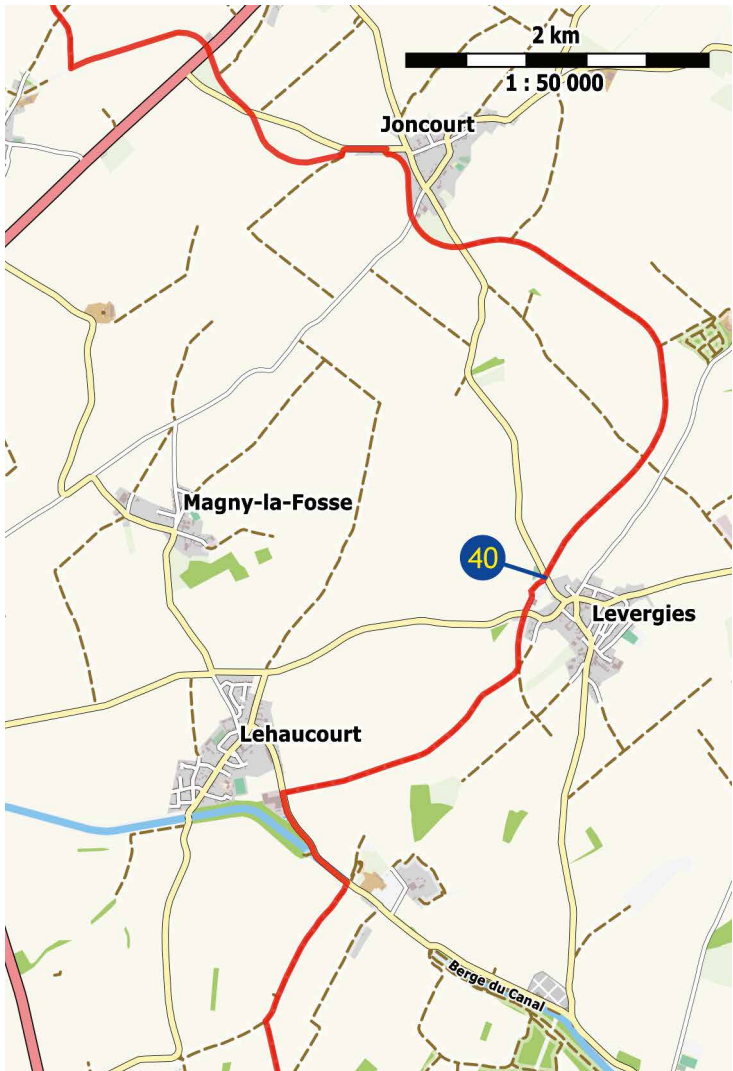 2 km
1 : 50 000
Joncourt
Magny-la-Fosse
40
Levergies
Lehaucourt
Berge du Canal